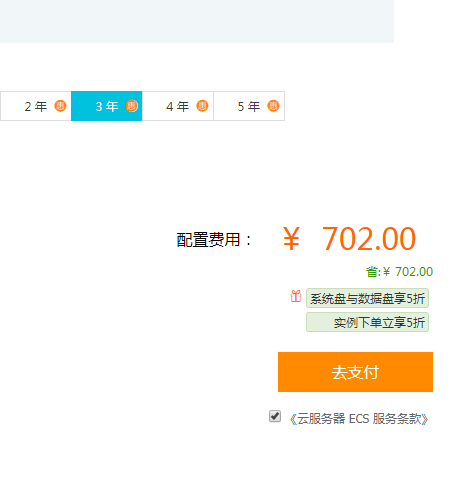 2 年 惠 3 年 惠 4 年 惠 5 年 惠
配置费用： ¥ 702.00
省:¥ 702.00
系统盘与数据盘享5折
实例下单立享5折
去支付
《云服务器 ECS 服务条款》